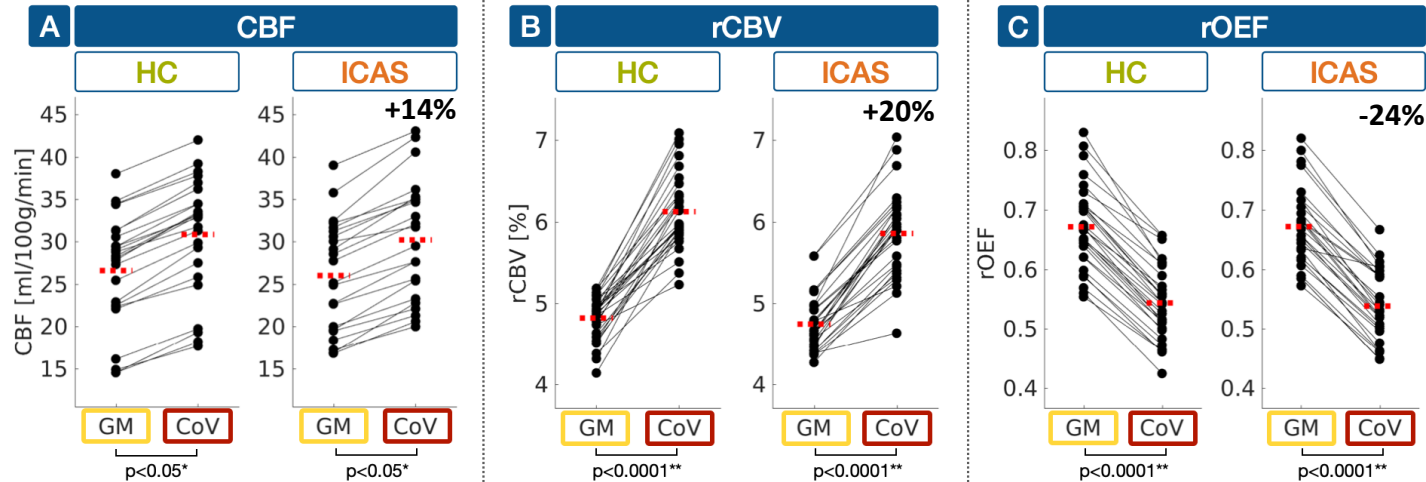 A CBF
HC ICAS
+14%
CBF [ml/100g/min]
45
40
35
30
25
20
15
45
40
35
30
25
20
15
GM CoV GM CoV
p<0.05* p<0.05*
B rCBV
HC ICAS
+20%
rCBV [%]
7
6
5
4
7
6
5
4
GM CoV GM CoV
p<0.0001** p<0.0001**
C rOEF
HC ICAS
-24%
rOEF
0.8
0.7
0.6
0.5
0.4
0.8
0.7
0.6
0.5
0.4
GM CoV GM CoV
p<0.0001** p<0.0001**